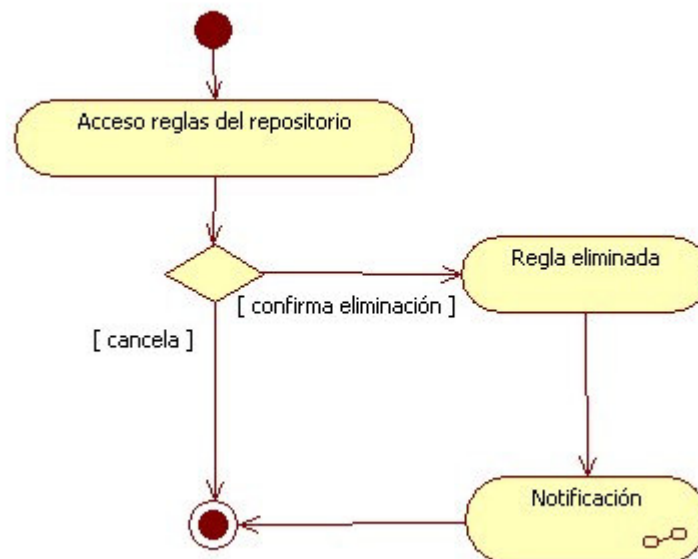 Acceso reglas del repositorio
Regla eliminada
[ confirma eliminación ]
[ cancela ]
Notificación